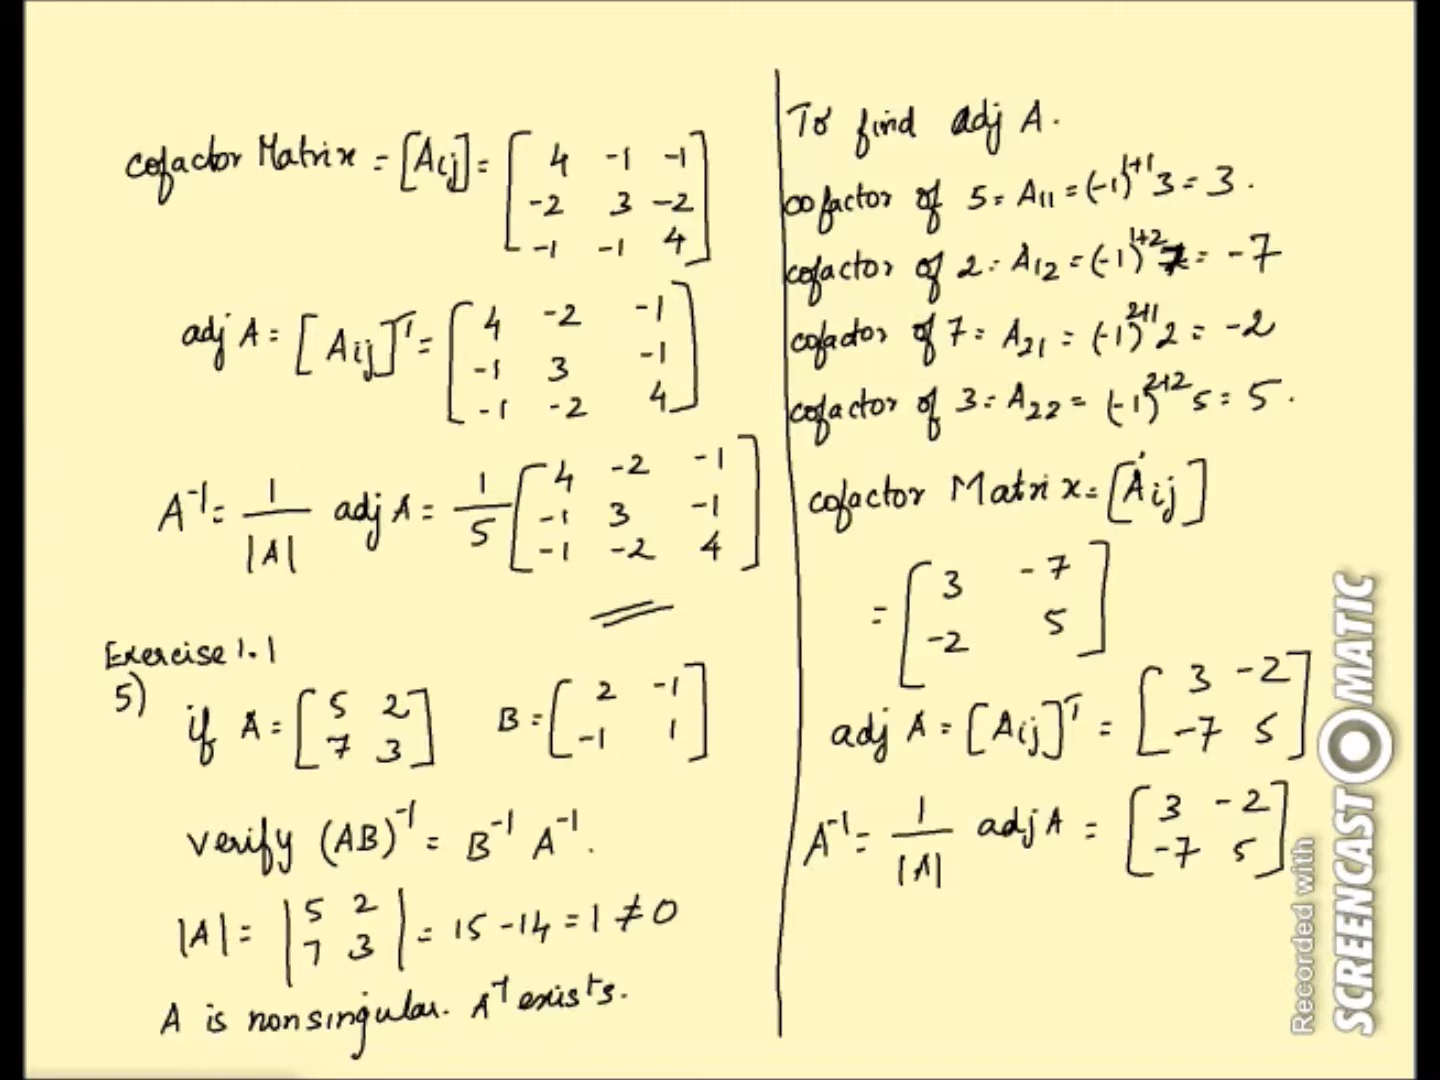 cofactor Matrix = [Aij] = [4 -1 -1
-2 3 -2
-1 -1 4]
adj A = [Aij]^T = [4 -2 -1
-1 3 -1
-1 -2 4]
A^-1 = 1/|A| adj A = 1/5 [4 -2 -1
-1 3 -1
-1 -2 4]
Exercise 1.1
5) if A = [5 2
7 3] B = [2 -1
-1 1]
verify (AB)^-1 = B^-1 A^-1.
|A| = |5 2
7 3| = 15 - 14 = 1 ≠ 0
A is nonsingular. A^-1 exists.
To find adj A.
cofactor of 5 = A11 = (-1)^1+1 3 = 3.
cofactor of 2 = A12 = (-1)^1+2 7 = -7
cofactor of 7 = A21 = (-1)^2+1 2 = -2
cofactor of 3 = A22 = (-1)^2+2 5 = 5.
cofactor Matrix = [Aij]
= [3 -7
-2 5]
adj A = [Aij]^T = [3 -2
-7 5]
A^-1 = 1/|A| adj A = [3 -2
-7 5]
Recorded with
SCREENCAST MATIC